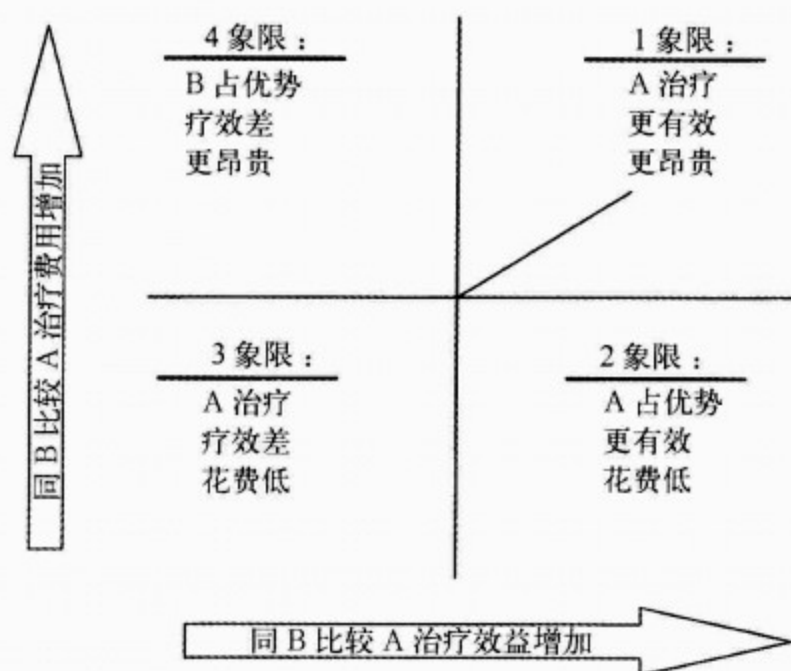 4 象限：
B 占优势
疗效差
更昂贵
1 象限：
A 治疗
更有效
更昂贵
同 B 比较 A 治疗费用增加
3 象限：
A 治疗
疗效差
花费低
2 象限：
A 占优势
更有效
花费低
同 B 比较 A 治疗效益增加